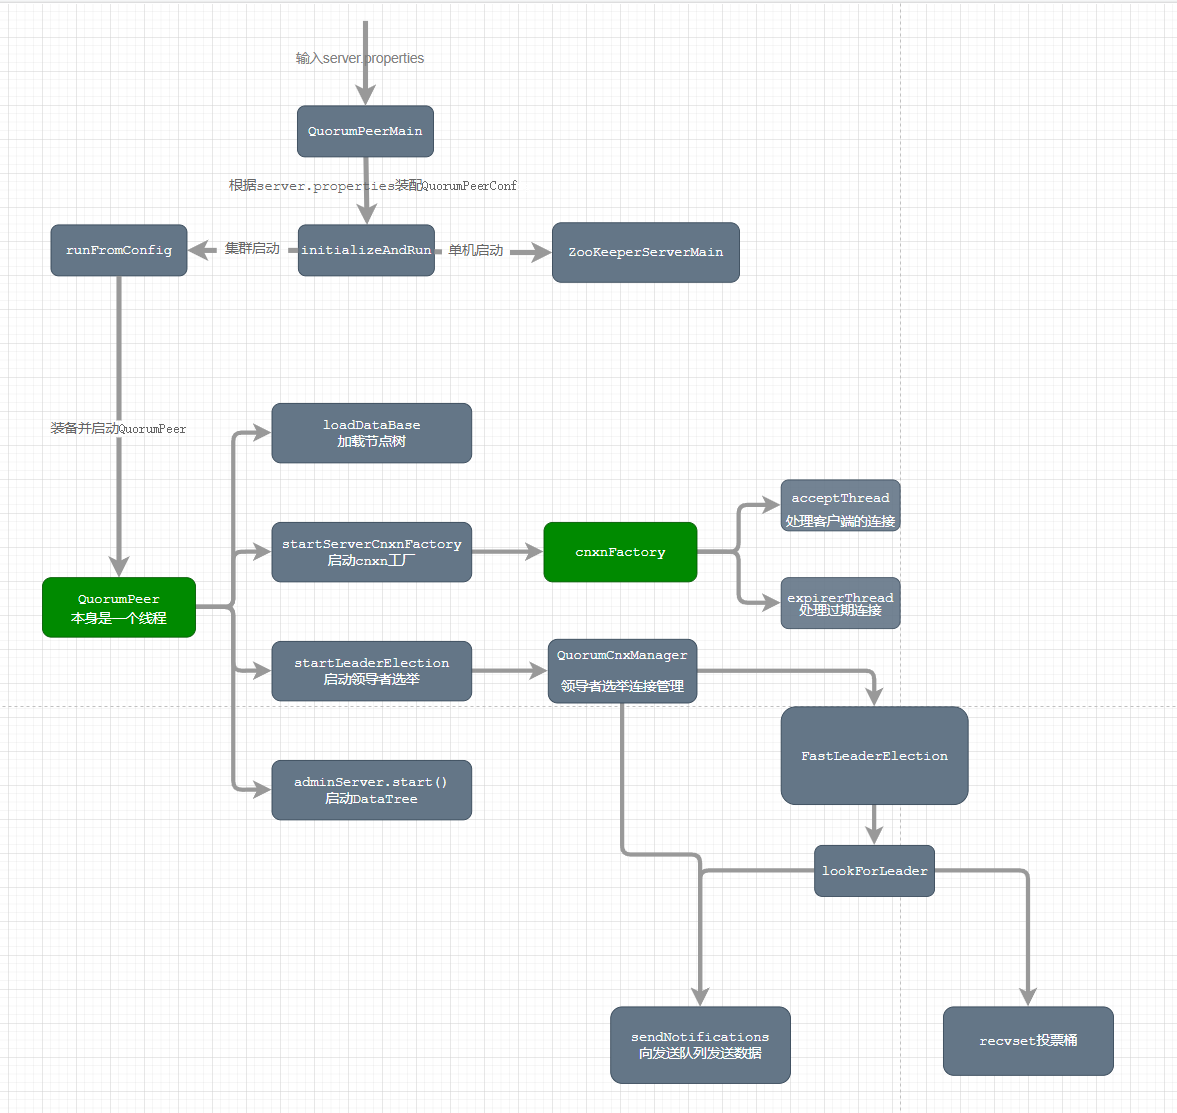 输入server.properties
QuorumPeerMain
根据server.properties装配QuorumPeerConf
runFromConfig
集群启动
initializeAndRun
单机启动
ZooKeeperServerMain
装备并启动QuorumPeer
loadDataBase
加载节点树
acceptThread
处理客户端的连接
startServerCnxnFactory
启动cnxn工厂
cnxnFactory
QuorumPeer
本身是一个线程
expirerThread
处理过期连接
startLeaderElection
启动领导者选举
QuorumCnxManager
领导者选举连接管理
FastLeaderElection
adminServer.start()
启动DataTree
lookForLeader
sendNotifications
向发送队列发送数据
recvset投票桶